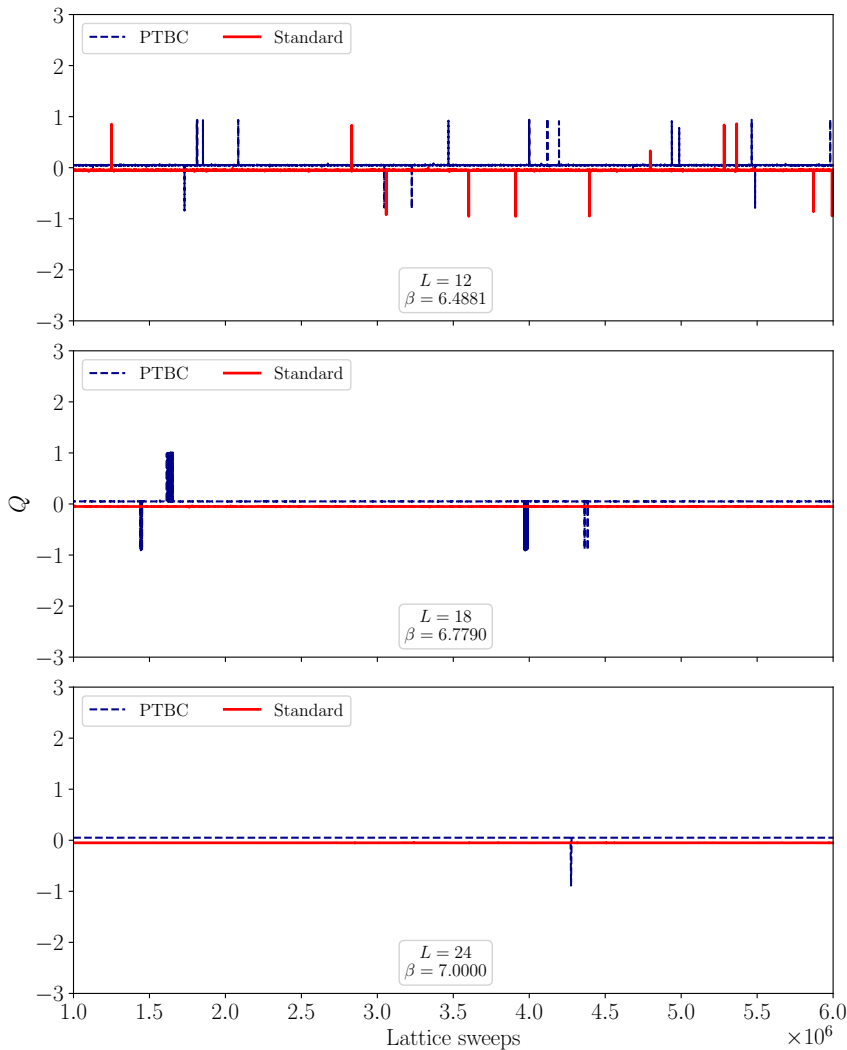 3
2
1
0
−1
−2
−3
PTBC Standard
L = 12
β = 6.4881
3
2
1
0
−1
−2
−3
PTBC Standard
L = 18
β = 6.7790
Q
3
2
1
0
−1
−2
−3
PTBC Standard
L = 24
β = 7.0000
1.0 1.5 2.0 2.5 3.0 3.5 4.0 4.5 5.0 5.5 6.0
Lattice sweeps
×10⁶